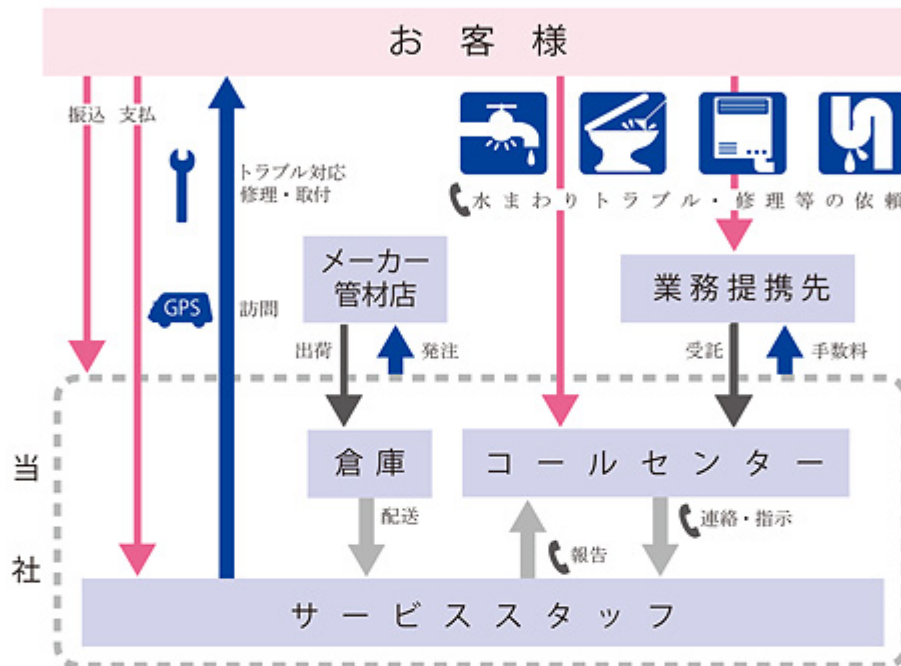 お客様
振込 支払
トラブル対応
修理・取付
水まわりトラブル・修理等の依頼
メーカー
管材店
業務提携先
GPS 訪問
出荷 発注
受託 手数料
当社
倉庫
コールセンター
配送
連絡・指示
報告
サービススタッフ